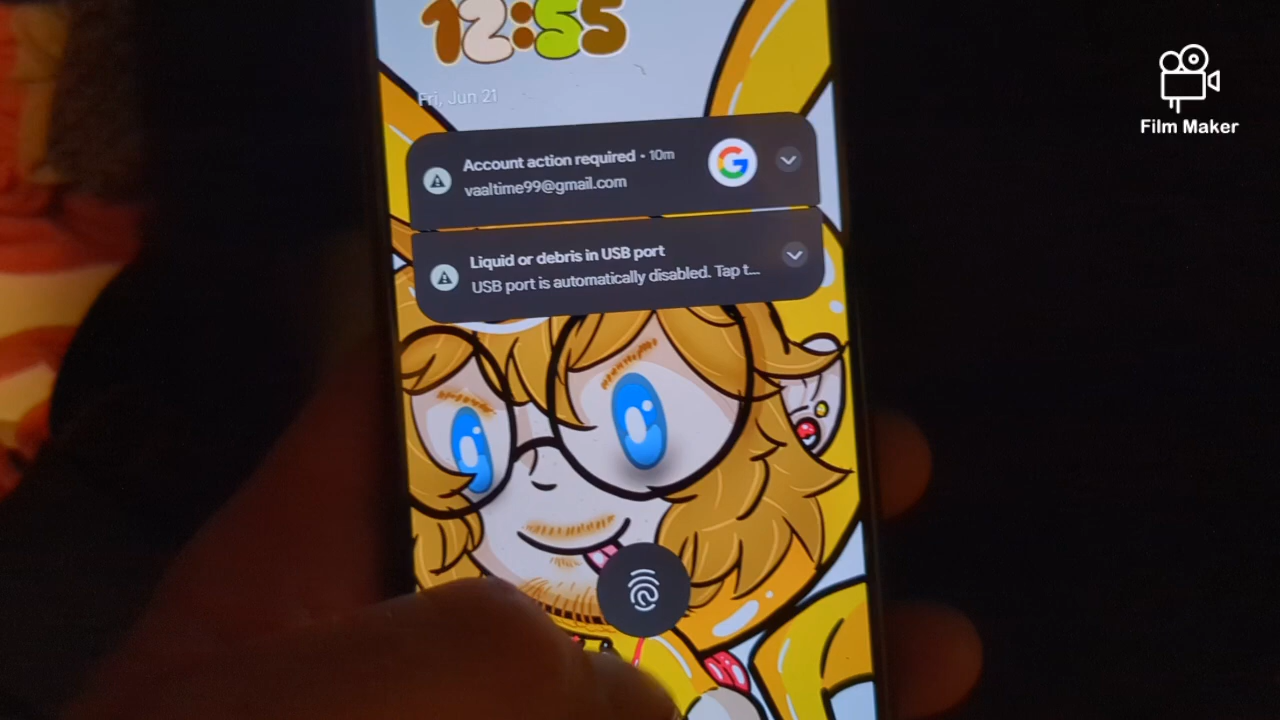 12:55
Fri, Jun 21
Account action required • 10m
vaaltime99@gmail.com
Liquid or debris in USB port
USB port is automatically disabled. Tap t...
Film Maker